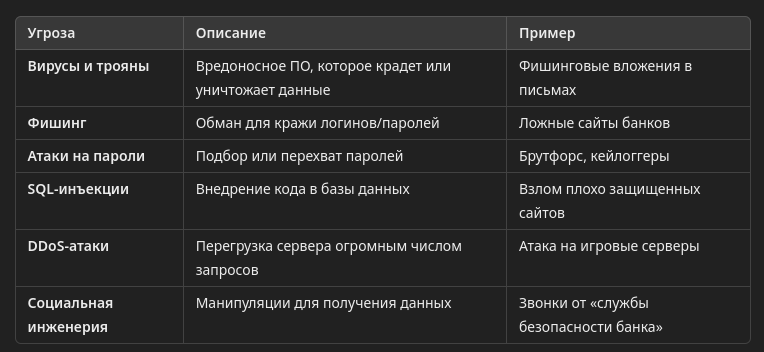 Угроза Описание Пример
Вирусы и трояны Вредоносное ПО, которое крадет или Фишинговые вложения в
уничтожает данные письмах
Фишинг Обман для кражи логинов/паролей Ложные сайты банков
Атаки на пароли Подбор или перехват паролей Брутфорс, кейлоггеры
SQL-инъекции Внедрение кода в базы данных Взлом плохо защищенных
сайтов
DDoS-атаки Перегрузка сервера огромным числом Атака на игровые серверы
запросов
Социальная Манипуляции для получения данных Звонки от «службы
инженерия безопасности банка»